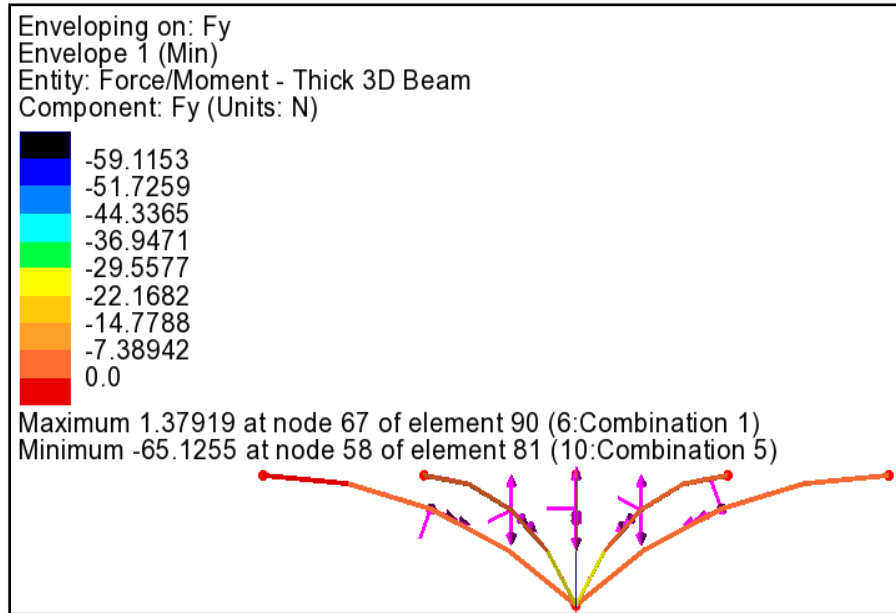 Enveloping on: Fy
Envelope 1 (Min)
Entity: Force/Moment - Thick 3D Beam
Component: Fy (Units: N)
-59.1153
-51.7259
-44.3365
-36.9471
-29.5577
-22.1682
-14.7788
-7.38942
0.0
Maximum 1.37919 at node 67 of element 90 (6:Combination 1)
Minimum -65.1255 at node 58 of element 81 (10:Combination 5)